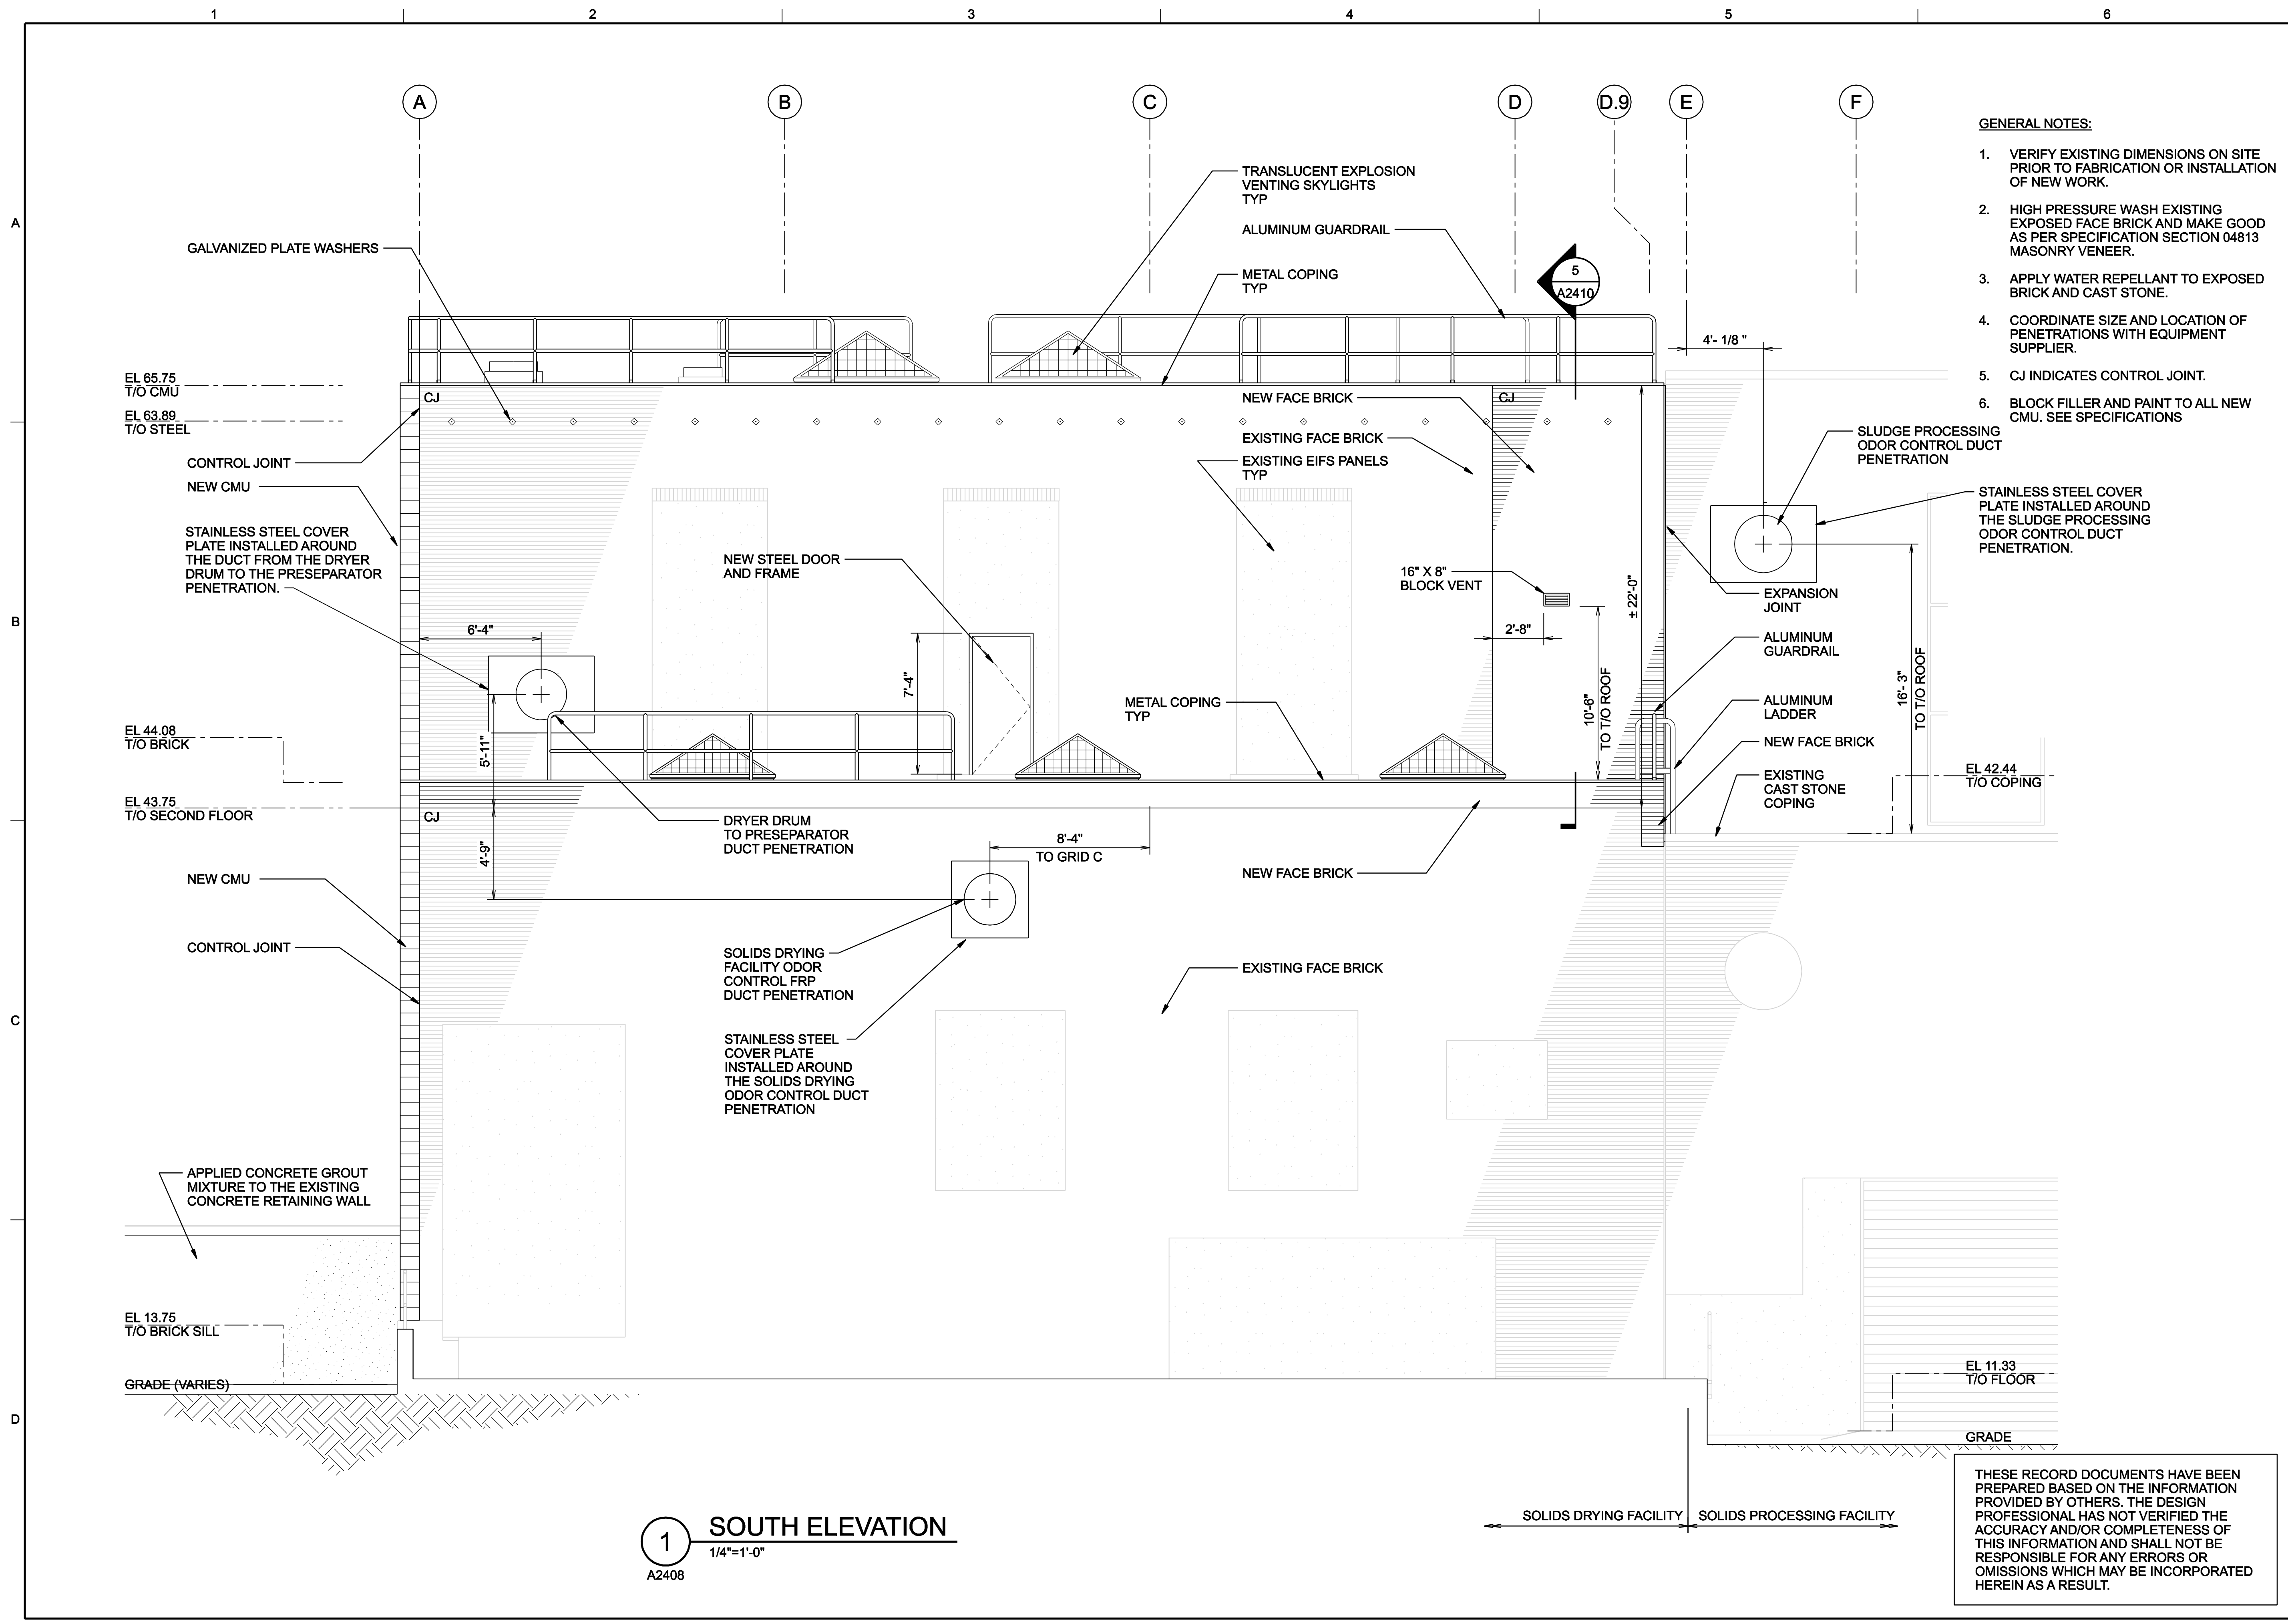 1 2 3 4 5 6
A B C D D.9 E F
GENERAL NOTES:
1. VERIFY EXISTING DIMENSIONS ON SITE
PRIOR TO FABRICATION OR INSTALLATION
OF NEW WORK.
2. HIGH PRESSURE WASH EXISTING
EXPOSED FACE BRICK AND MAKE GOOD
AS PER SPECIFICATION SECTION 04813
MASONRY VENEER.
3. APPLY WATER REPELLANT TO EXPOSED
BRICK AND CAST STONE.
4. COORDINATE SIZE AND LOCATION OF
PENETRATIONS WITH EQUIPMENT
SUPPLIER.
5. CJ INDICATES CONTROL JOINT.
6. BLOCK FILLER AND PAINT TO ALL NEW
CMU. SEE SPECIFICATIONS
A
B
C
D
TRANSLUCENT EXPLOSION
VENTING SKYLIGHTS
TYP
ALUMINUM GUARDRAIL
GALVANIZED PLATE WASHERS
METAL COPING
TYP
5
A2410
4'- 1/8 "
EL 65.75
T/O CMU
EL 63.89
T/O STEEL
CJ
NEW FACE BRICK
CJ
EXISTING FACE BRICK
EXISTING EIFS PANELS
TYP
SLUDGE PROCESSING
ODOR CONTROL DUCT
PENETRATION
CONTROL JOINT
NEW CMU
STAINLESS STEEL COVER
PLATE INSTALLED AROUND
THE SLUDGE PROCESSING
ODOR CONTROL DUCT
PENETRATION.
STAINLESS STEEL COVER
PLATE INSTALLED AROUND
THE DUCT FROM THE DRYER
DRUM TO THE PRESEPARATOR
PENETRATION.
NEW STEEL DOOR
AND FRAME
16" X 8"
BLOCK VENT
± 22'-0"
EXPANSION
JOINT
6'-4"
2'-8"
ALUMINUM
GUARDRAIL
7'-4"
10'-6"
TO T/O ROOF
16'- 3"
TO T/O ROOF
METAL COPING
TYP
ALUMINUM
LADDER
EL 44.08
T/O BRICK
5'-11"
NEW FACE BRICK
EXISTING
CAST STONE
COPING
EL 42.44
T/O COPING
EL 43.75
T/O SECOND FLOOR
CJ
DRYER DRUM
TO PRESEPARATOR
DUCT PENETRATION
8'-4"
TO GRID C
4'-9"
NEW CMU
NEW FACE BRICK
CONTROL JOINT
SOLIDS DRYING
FACILITY ODOR
CONTROL FRP
DUCT PENETRATION
EXISTING FACE BRICK
STAINLESS STEEL
COVER PLATE
INSTALLED AROUND
THE SOLIDS DRYING
ODOR CONTROL DUCT
PENETRATION
APPLIED CONCRETE GROUT
MIXTURE TO THE EXISTING
CONCRETE RETAINING WALL
EL 13.75
T/O BRICK SILL
EL 11.33
T/O FLOOR
GRADE (VARIES)
GRADE
SOLIDS DRYING FACILITY
SOLIDS PROCESSING FACILITY
1
A2408
SOUTH ELEVATION
1/4"=1'-0"
THESE RECORD DOCUMENTS HAVE BEEN
PREPARED BASED ON THE INFORMATION
PROVIDED BY OTHERS. THE DESIGN
PROFESSIONAL HAS NOT VERIFIED THE
ACCURACY AND/OR COMPLETENESS OF
THIS INFORMATION AND SHALL NOT BE
RESPONSIBLE FOR ANY ERRORS OR
OMISSIONS WHICH MAY BE INCORPORATED
HEREIN AS A RESULT.